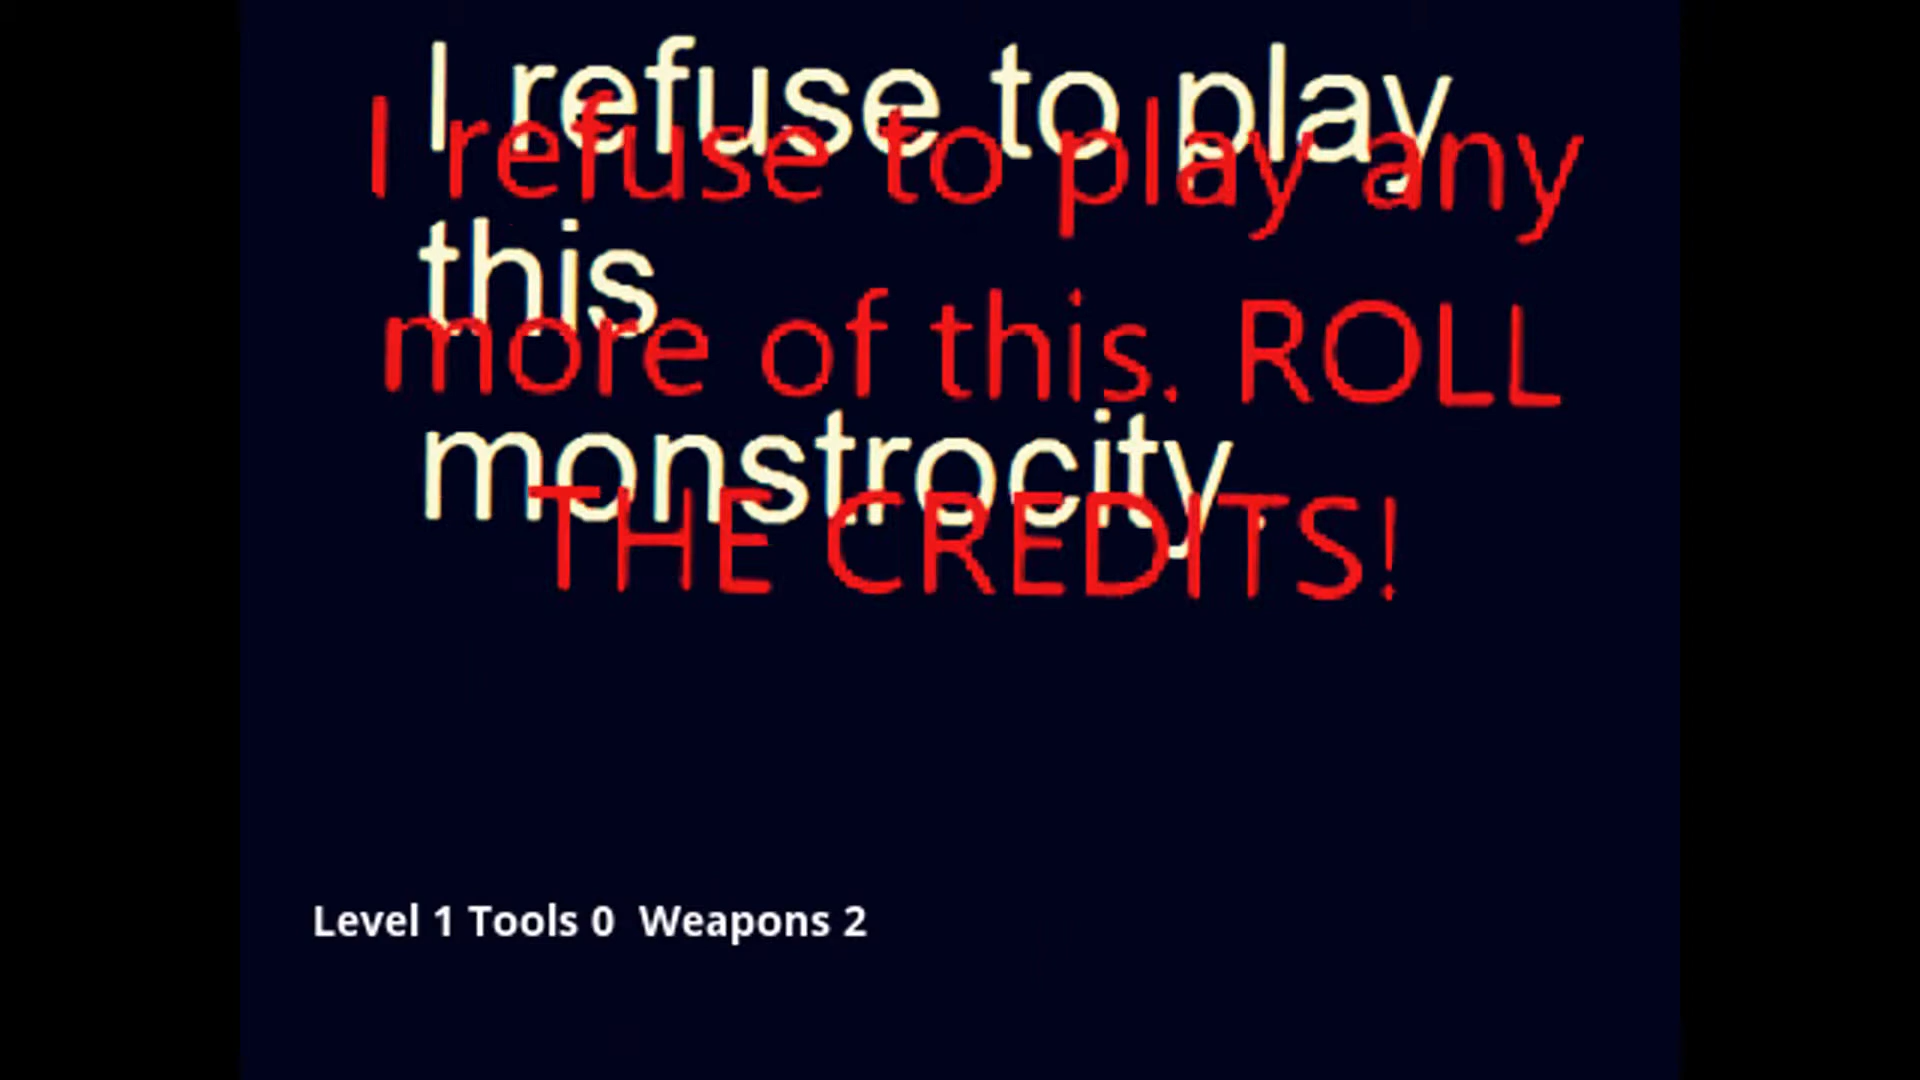 I refuse to play
I refuse to play any
this
more of this. ROLL
monstrocity.
THE CREDITS!
Level 1 Tools 0 Weapons 2